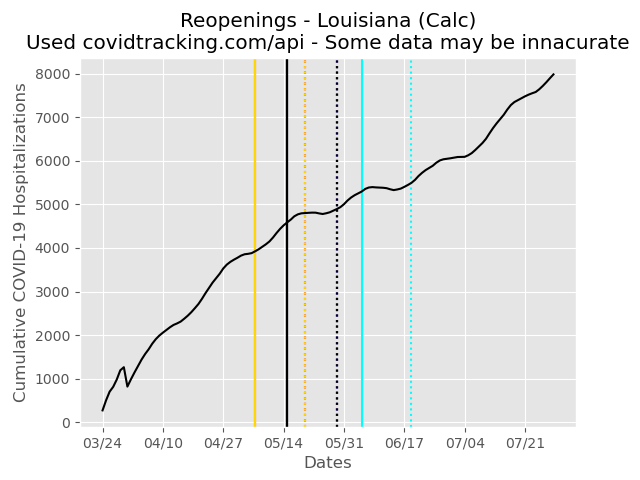 Reopenings - Louisiana (Calc)
Used covidtracking.com/api - Some data may be innacurate
Cumulative COVID-19 Hospitalizations
8000
7000
6000
5000
4000
3000
2000
1000
0
03/24 04/10 04/27 05/14 05/31 06/17 07/04 07/21
Dates